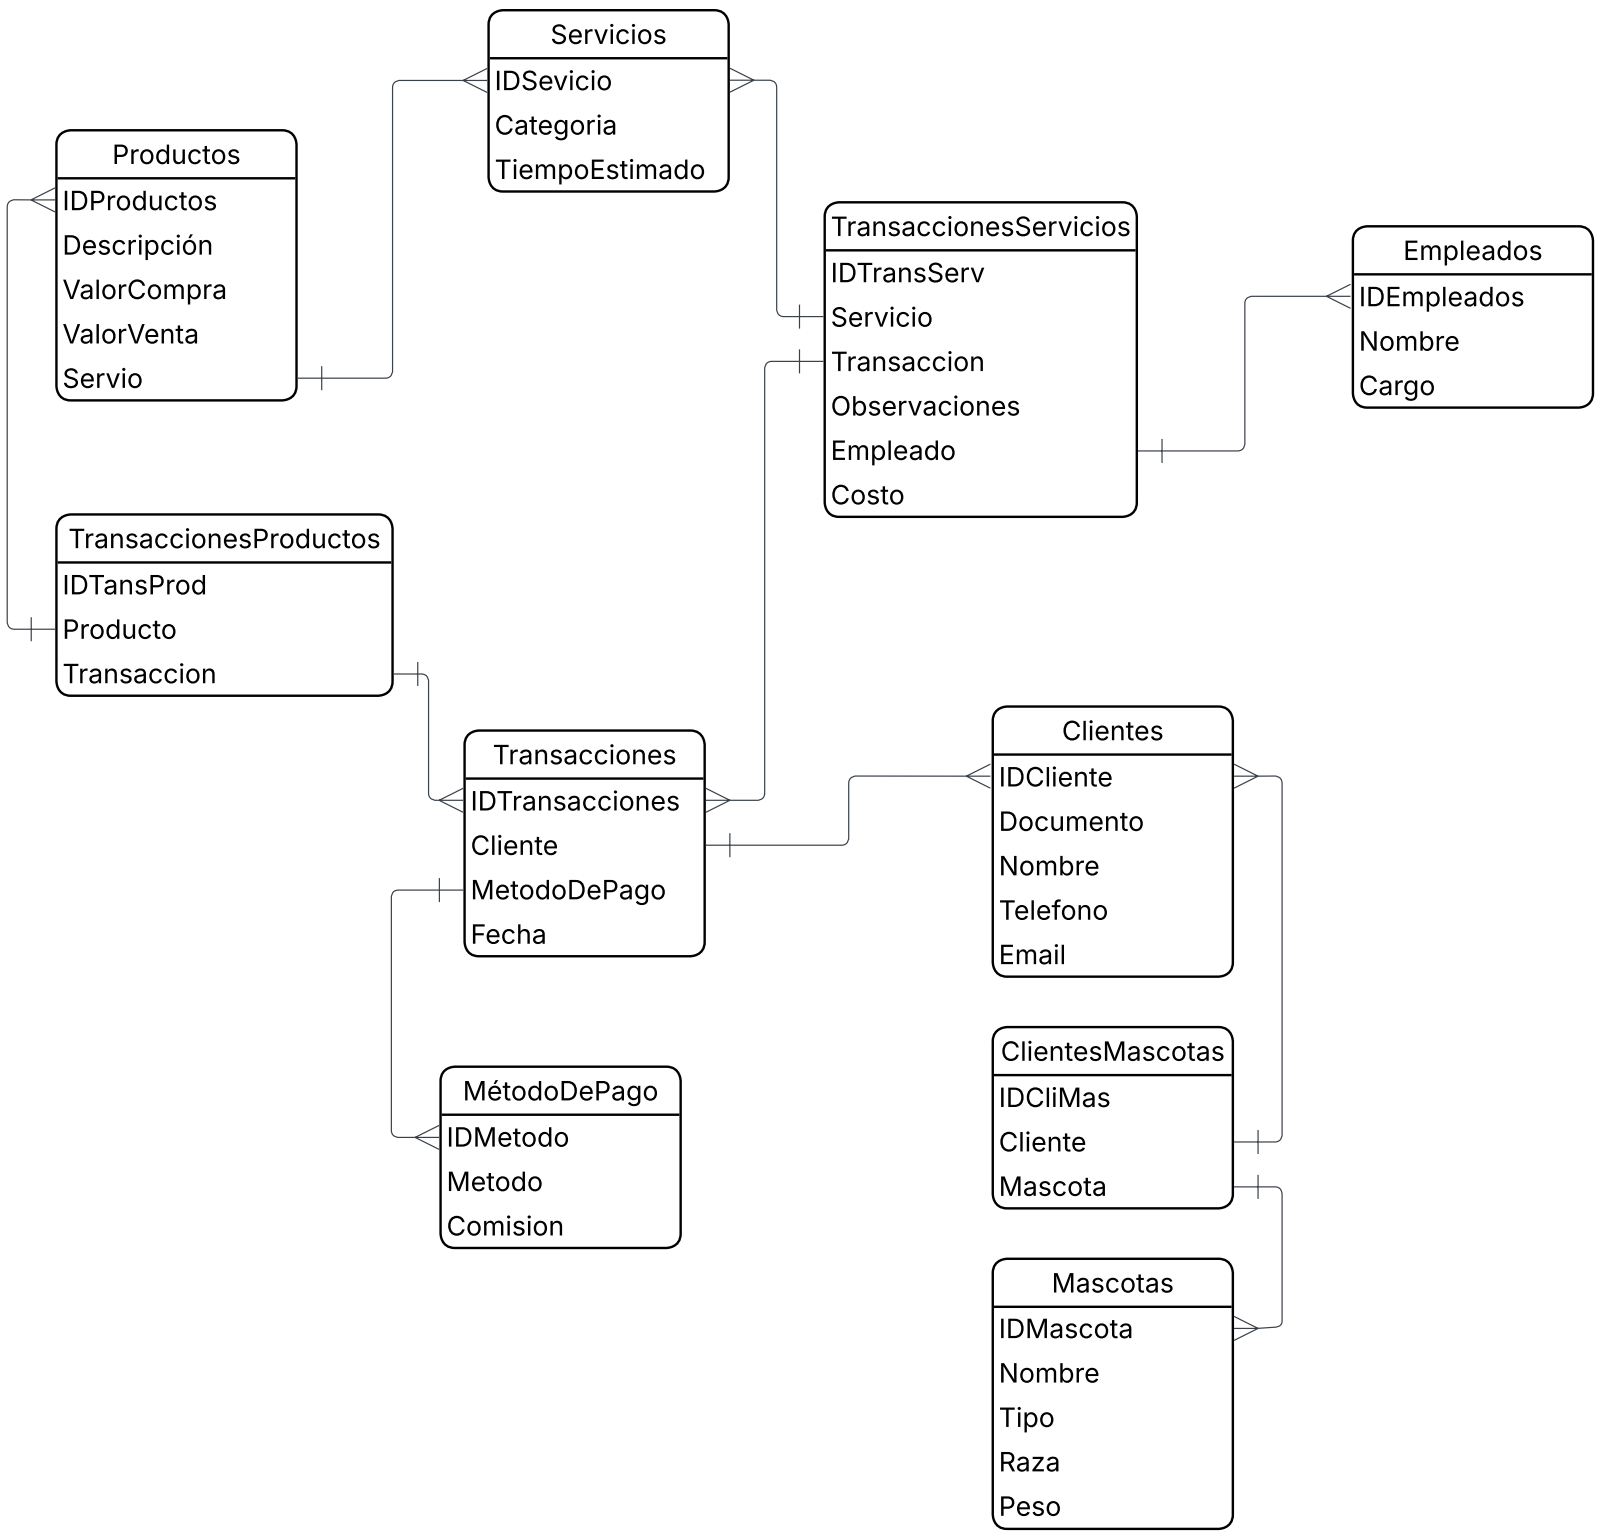 Servicios
IDSevicio
Categoria
TiempoEstimado
Productos
IDProductos
Descripción
ValorCompra
ValorVenta
Servio
TransaccionesServicios
IDTransServ
Servicio
Transaccion
Observaciones
Empleado
Costo
Empleados
IDEmpleados
Nombre
Cargo
TransaccionesProductos
IDTansProd
Producto
Transaccion
Transacciones
IDTransacciones
Cliente
MetodoDePago
Fecha
Clientes
IDCliente
Documento
Nombre
Telefono
Email
MétodoDePago
IDMetodo
Metodo
Comision
ClientesMascotas
IDCliMas
Cliente
Mascota
Mascotas
IDMascota
Nombre
Tipo
Raza
Peso